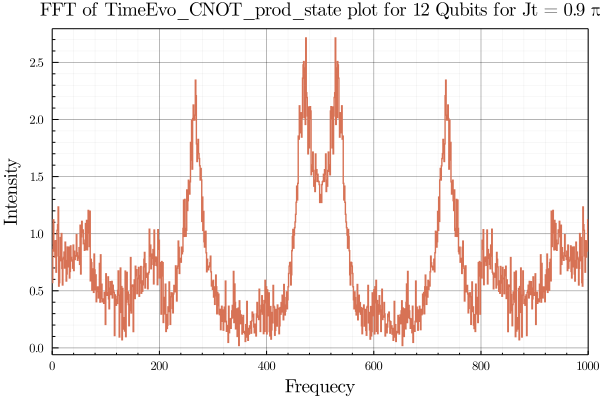 FFT of TimeEvo_CNOT_prod_state plot for 12 Qubits for Jt = 0.9 π
2.5
2.0
1.5
1.0
0.5
0.0
Intensity
0 200 400 600 800 1000
Frequecy